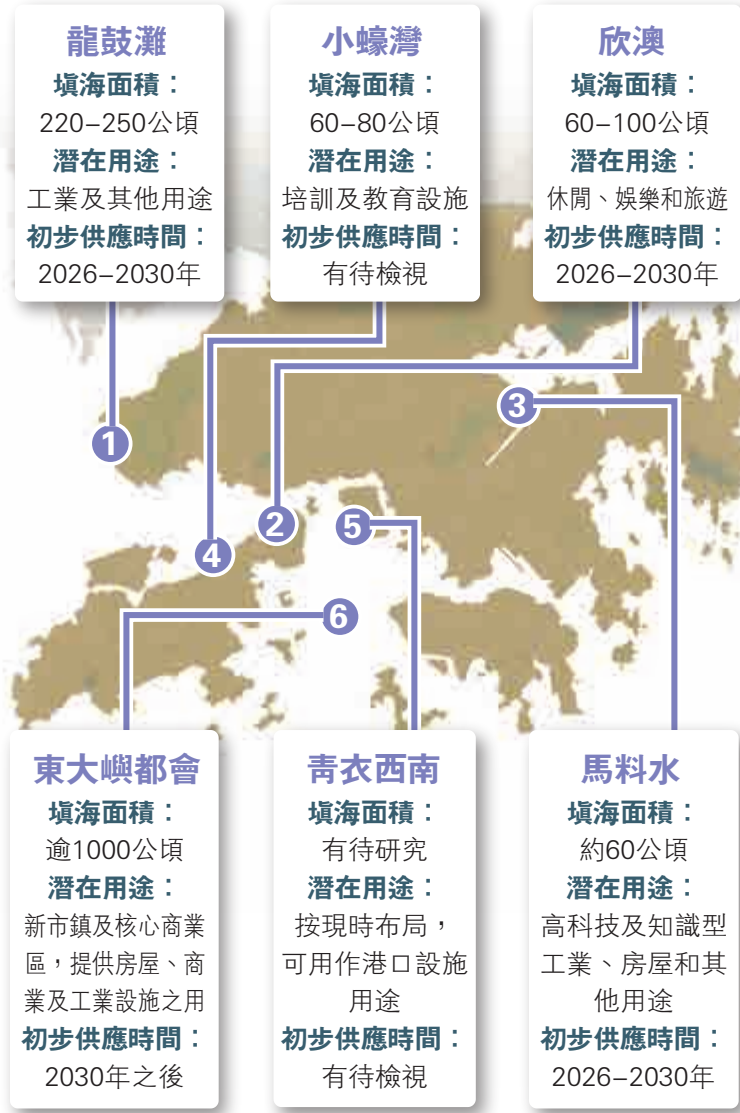 龍鼓灘
填海面積：
220–250公頃
潛在用途：
工業及其他用途
初步供應時間：
2026–2030年
小蠔灣
填海面積：
60–80公頃
潛在用途：
培訓及教育設施
初步供應時間：
有待檢視
欣澳
填海面積：
60–100公頃
潛在用途：
休閒、娛樂和旅遊
初步供應時間：
2026–2030年
1
2
3
4
5
6
東大嶼都會
填海面積：
逾1000公頃
潛在用途：
新市鎮及核心商業
區，提供房屋、商
業及工業設施之用
初步供應時間：
2030年之後
青衣西南
填海面積：
有待研究
潛在用途：
按現時布局，
可用作港口設施
用途
初步供應時間：
有待檢視
馬料水
填海面積：
約60公頃
潛在用途：
高科技及知識型
工業、房屋和其
他用途
初步供應時間：
2026–2030年